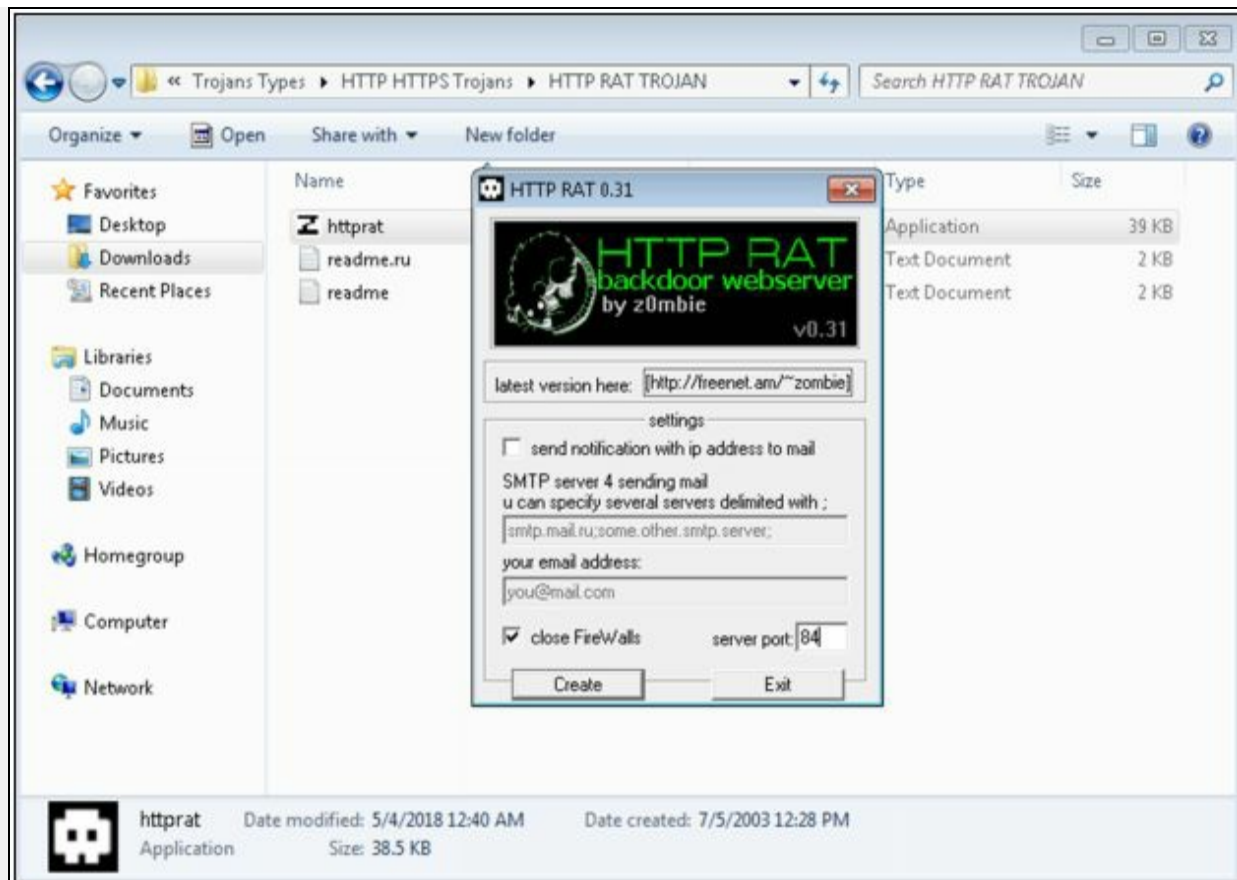 « Trojans Types ▸ HTTP HTTPS Trojans ▸ HTTP RAT TROJAN
Search HTTP RAT TROJAN
Organize
Open
Share with
New folder
Favorites
Desktop
Downloads
Recent Places
Libraries
Documents
Music
Pictures
Videos
Homegroup
Computer
Network
Name
Type
Size
httprat
Application
39 KB
readme.ru
Text Document
2 KB
readme
Text Document
2 KB
HTTP RAT 0.31
HTTP RAT
backdoor webserver
by z0mbie
v0.31
latest version here: [http://freenet.am/~zombie]
settings
send notification with ip address to mail
SMTP server 4 sending mail
u can specify several servers delimited with ;
smtp.mail.ru;some.other.smtp.server;
your email address:
you@mail.com
close FireWalls
server port: 84
Create
Exit
httprat
Date modified: 5/4/2018 12:40 AM
Date created: 7/5/2003 12:28 PM
Application
Size: 38.5 KB